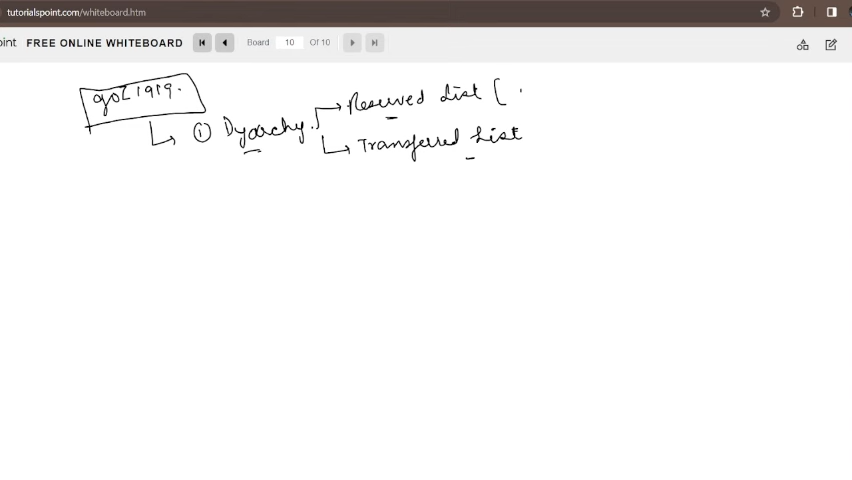 tutorialspoint.com/whiteboard.htm
oint FREE ONLINE WHITEBOARD Board 10 Of 10
goI 1919.
① Dyarchy.
Reserved List [
Transferred List